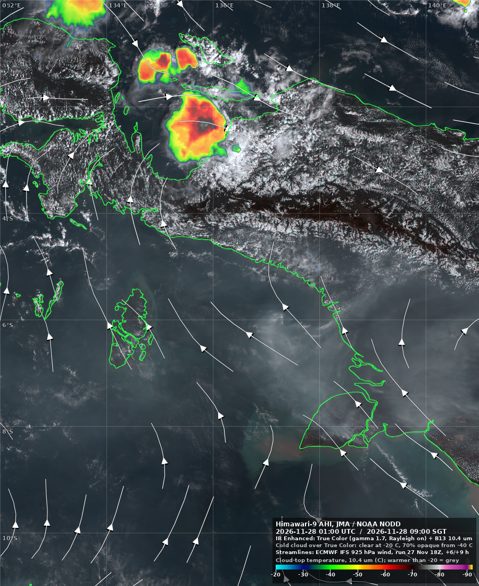 052°E
134°E
136°E
138°E
140°E
4°S
6°S
8°S
10°S
Himawari-9 AHI, JMA / NOAA NODD
2026-11-28 01:00 UTC / 2026-11-28 09:00 SGT
IR Enhanced: True Color (gamma 1.7, Rayleigh on) + B13 10.4 um
Cold cloud over True Color: clear at -20 C, 70% opaque from -40 C
Streamlines: ECMWF IFS 925 hPa wind, run 27 Nov 18Z, +6/+9 h
Cloud-top temperature, 10.4 um (C); warmer than -20 = grey
-20 -30 -40 -50 -60 -70 -80 -90